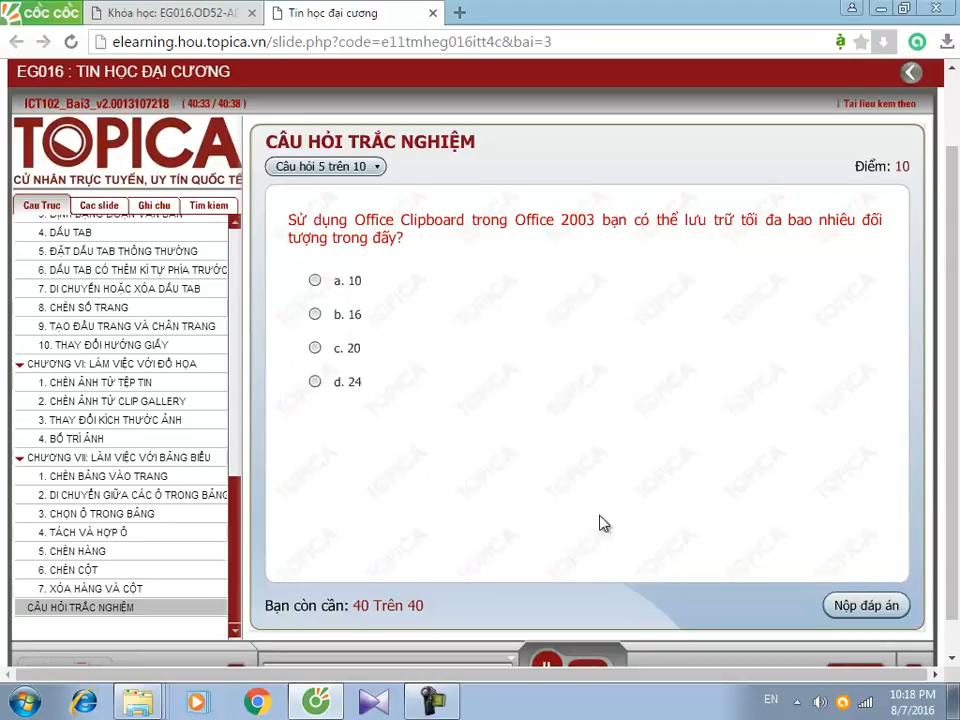 cốc cốc
Khóa học: EG016.OD52-AD
Tin học đại cương
elearning.hou.topica.vn/slide.php?code=e11tmheg016itt4c&bai=3
EG016 : TIN HỌC ĐẠI CƯƠNG
ICT102_Bai3_v2.0013107218 ( 40:33 / 40:38 )
Tai lieu kem theo
TOPICA
CỬ NHÂN TRỰC TUYẾN, UY TÍN QUỐC TẾ
Cau Truc
Cac slide
Ghi chu
Tim kiem
3. ĐỊNH DẠNG ĐOẠN VĂN BẢN
4. DẤU TAB
5. ĐẶT DẤU TAB THÔNG THƯỜNG
6. DẤU TAB CÓ THÊM KÍ TỰ PHÍA TRƯỚC
7. DI CHUYỂN HOẶC XÓA DẤU TAB
8. CHÈN SỐ TRANG
9. TẠO ĐẦU TRANG VÀ CHÂN TRANG
10. THAY ĐỔI HƯỚNG GIẤY
CHƯƠNG VI: LÀM VIỆC VỚI ĐỒ HỌA
1. CHÈN ẢNH TỪ TỆP TIN
2. CHÈN ẢNH TỪ CLIP GALLERY
3. THAY ĐỔI KÍCH THƯỚC ẢNH
4. BỐ TRÍ ẢNH
CHƯƠNG VII: LÀM VIỆC VỚI BẢNG BIỂU
1. CHÈN BẢNG VÀO TRANG
2. DI CHUYỂN GIỮA CÁC Ô TRONG BẢNG
3. CHỌN Ô TRONG BẢNG
4. TÁCH VÀ HỢP Ô
5. CHÈN HÀNG
6. CHÈN CỘT
7. XÓA HÀNG VÀ CỘT
CÂU HỎI TRẮC NGHIỆM
CÂU HỎI TRẮC NGHIỆM
Câu hỏi 5 trên 10
Điểm: 10
Sử dụng Office Clipboard trong Office 2003 bạn có thể lưu trữ tối đa bao nhiêu đối
tượng trong đấy?
a. 10
b. 16
c. 20
d. 24
Bạn còn cần: 40 Trên 40
Nộp đáp án
EN
10:18 PM
8/7/2016